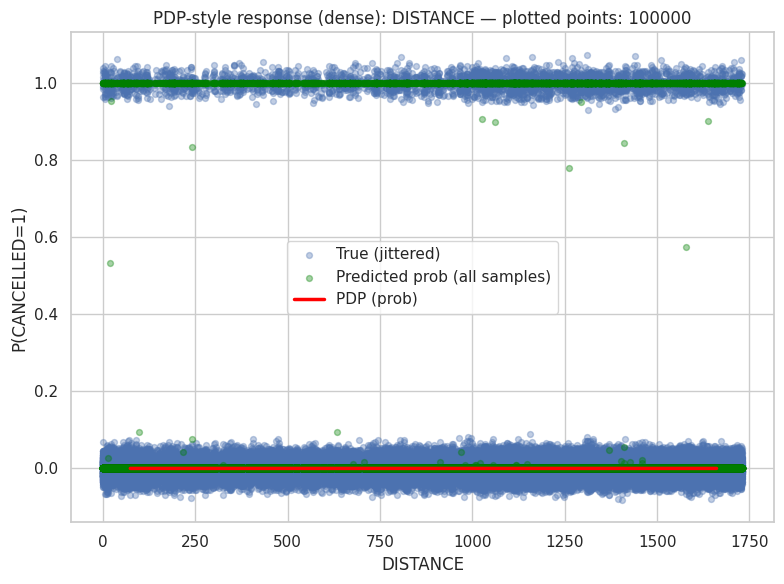 PDP-style response (dense): DISTANCE — plotted points: 100000
P(CANCELLED=1)
1.0
0.8
0.6
0.4
0.2
0.0
True (jittered)
Predicted prob (all samples)
PDP (prob)
0 250 500 750 1000 1250 1500 1750
DISTANCE